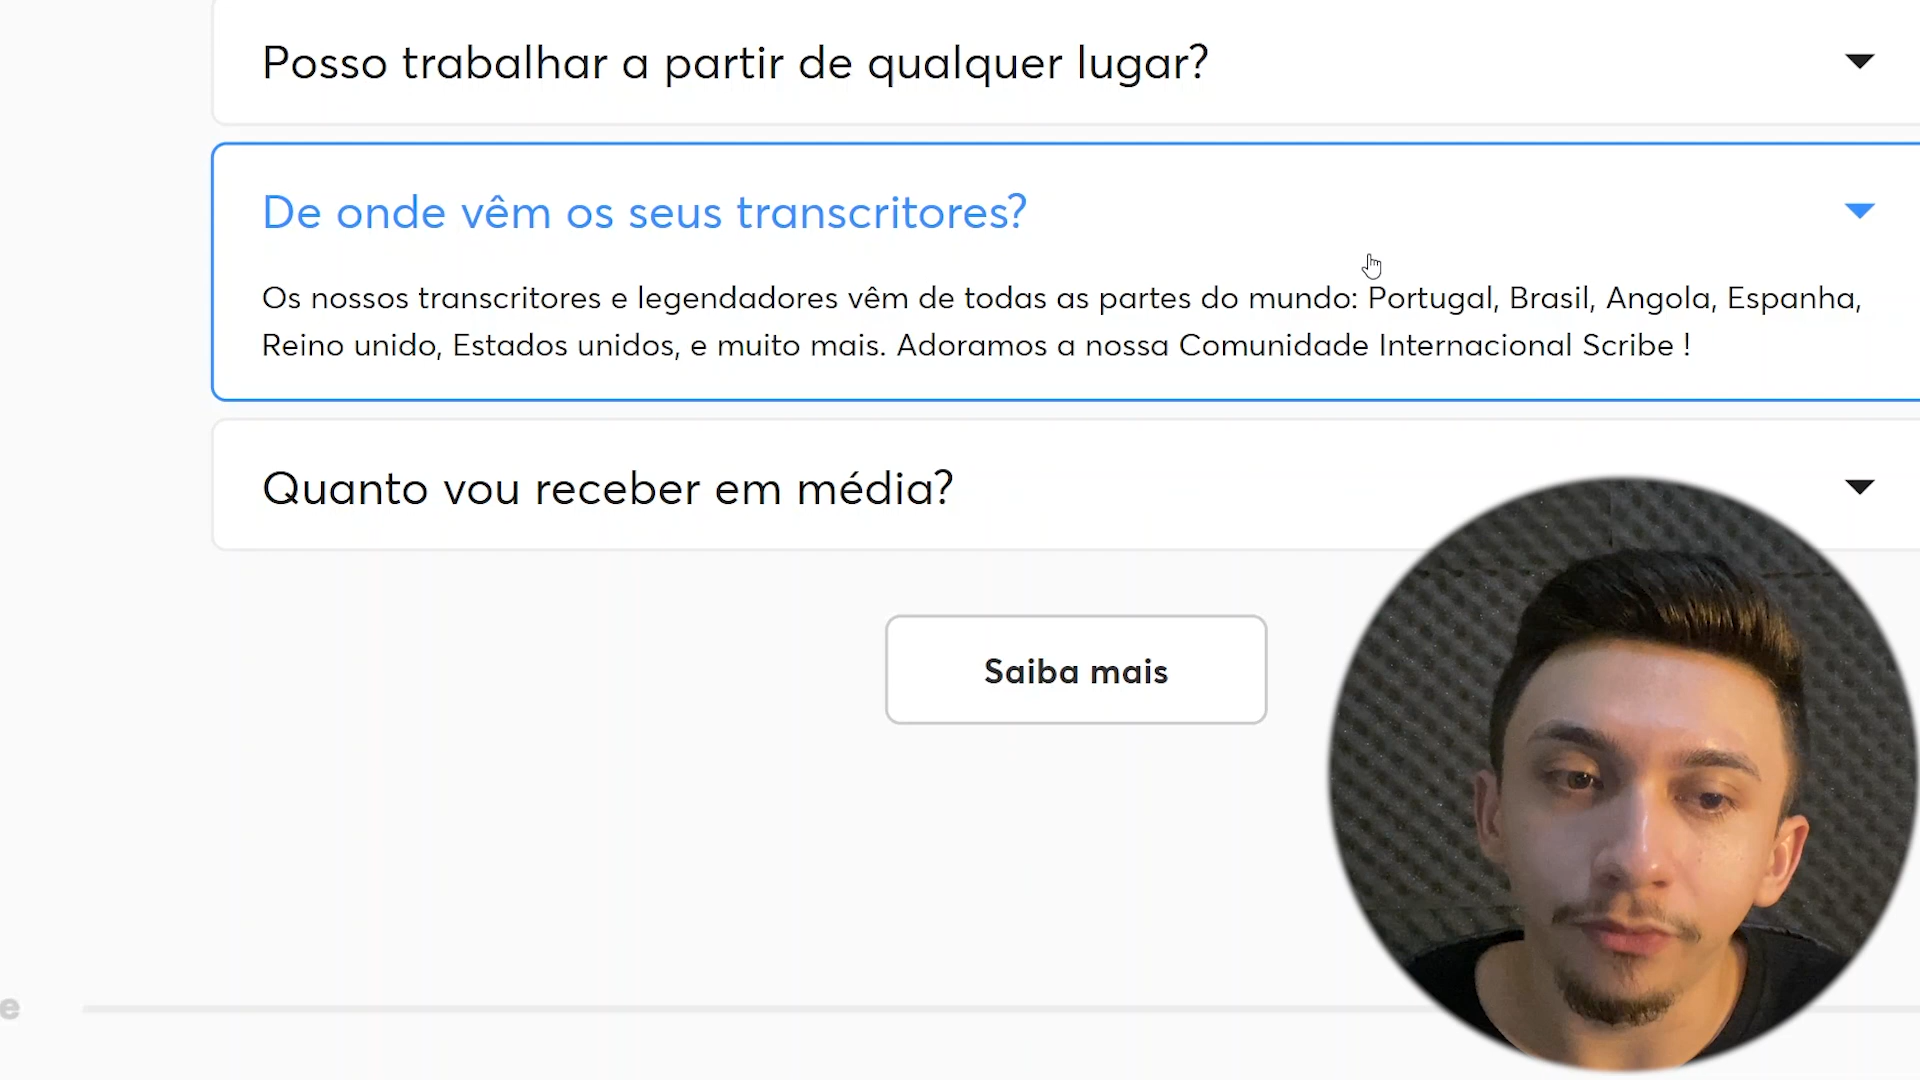 Posso trabalhar a partir de qualquer lugar?
De onde vêm os seus transcritores?
Os nossos transcritores e legendadores vêm de todas as partes do mundo: Portugal, Brasil, Angola, Espanha,
Reino unido, Estados unidos, e muito mais. Adoramos a nossa Comunidade Internacional Scribe !
Quanto vou receber em média?
Saiba mais
e